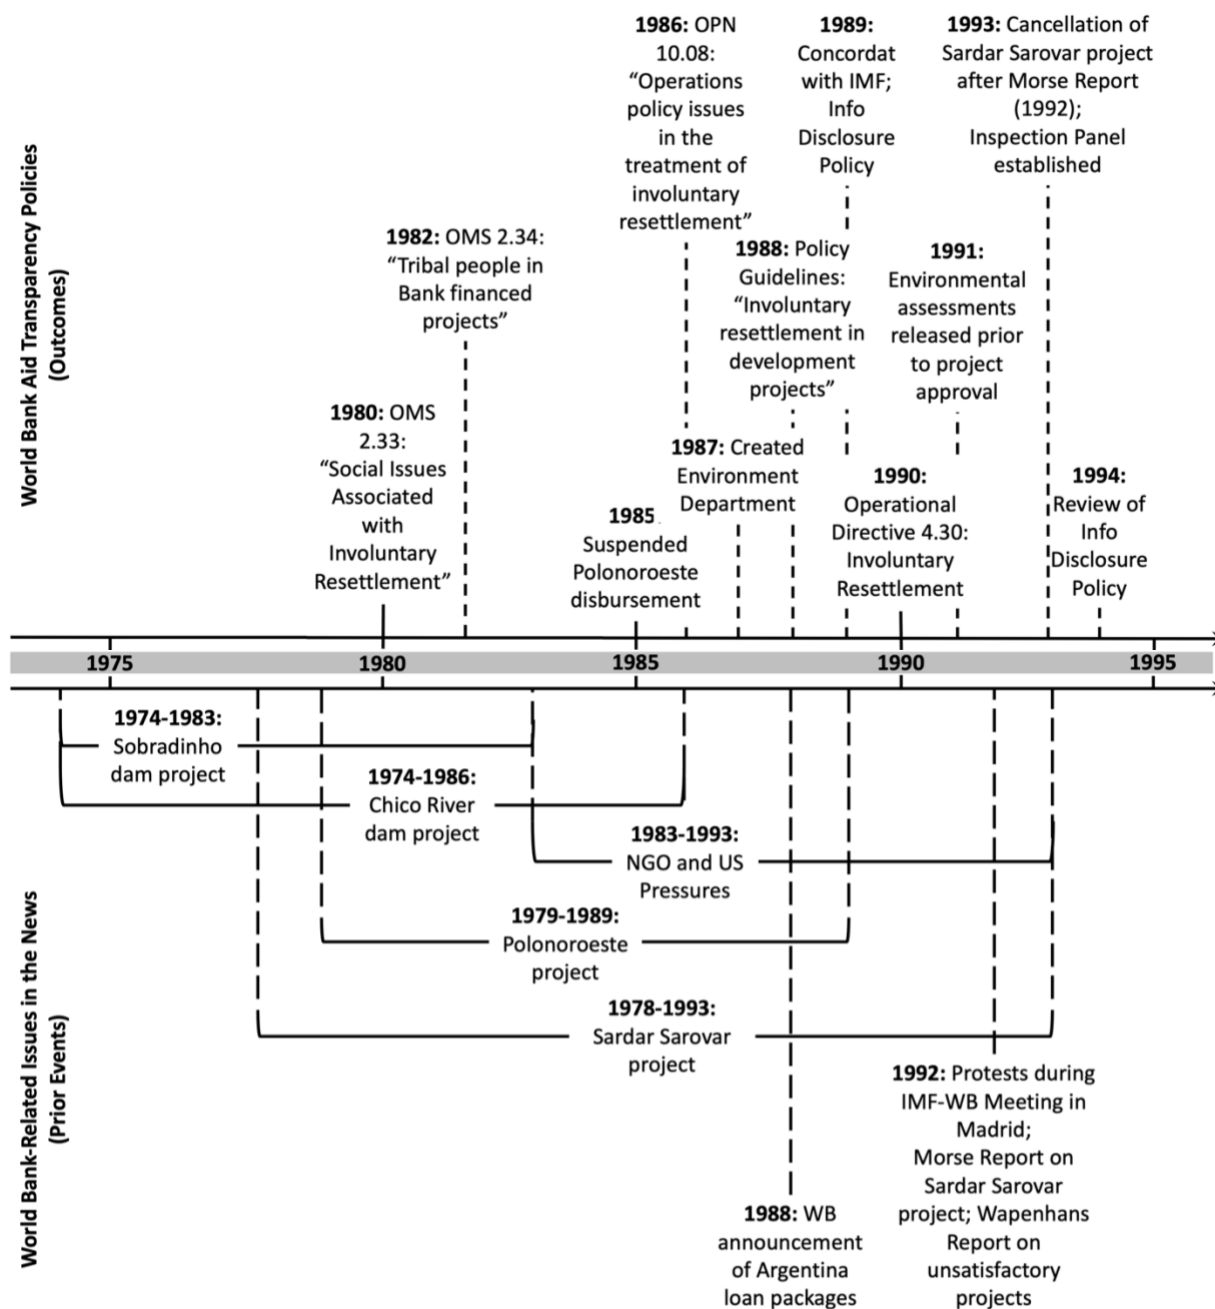 World Bank Aid Transparency Policies
(Outcomes)
1980: OMS
2.33:
“Social Issues
Associated
with
Involuntary
Resettlement”
1982: OMS 2.34:
“Tribal people in
Bank financed
projects”
1985
Suspended
Polonoroeste
disbursement
1986: OPN
10.08:
“Operations
policy issues
in the
treatment of
involuntary
resettlement”
1987: Created
Environment
Department
1988: Policy
Guidelines:
“Involuntary
resettlement in
development
projects”
1989:
Concordat
with IMF;
Info
Disclosure
Policy
1990:
Operational
Directive 4.30:
Involuntary
Resettlement
1991:
Environmental
assessments
released prior
to project
approval
1993: Cancellation of
Sardar Sarovar project
after Morse Report
(1992);
Inspection Panel
established
1994:
Review of
Info
Disclosure
Policy
1975
1980
1985
1990
1995
World Bank-Related Issues in the News
(Prior Events)
1974-1983:
Sobradinho
dam project
1974-1986:
Chico River
dam project
1983-1993:
NGO and US
Pressures
1979-1989:
Polonoroeste
project
1978-1993:
Sardar Sarovar
project
1988: WB
announcement
of Argentina
loan packages
1992: Protests during
IMF-WB Meeting in
Madrid;
Morse Report on
Sardar Sarovar
project; Wapenhans
Report on
unsatisfactory
projects